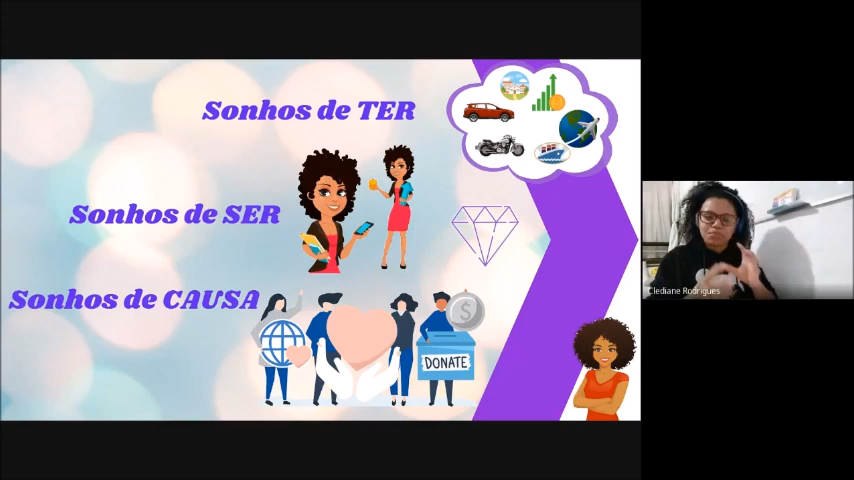 Sonhos de TER
Sonhos de SER
Sonhos de CAUSA
DONATE
$
Clediane Rodrigues